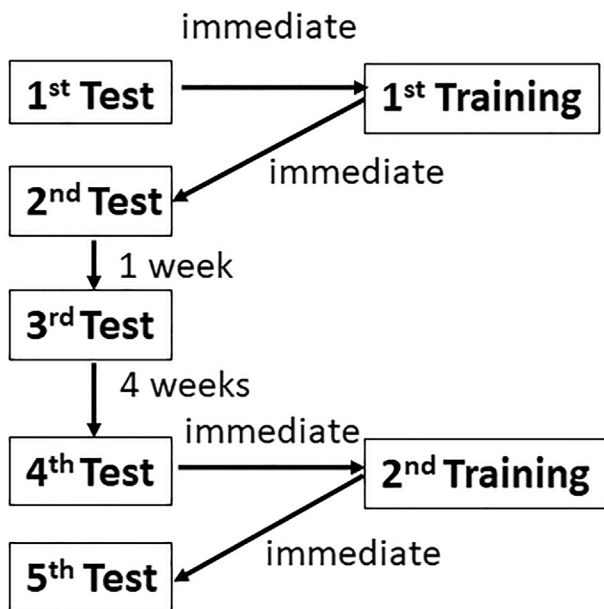 immediate
1st Test
1st Training
immediate
2nd Test
1 week
3rd Test
4 weeks
immediate
4th Test
2nd Training
immediate
5th Test